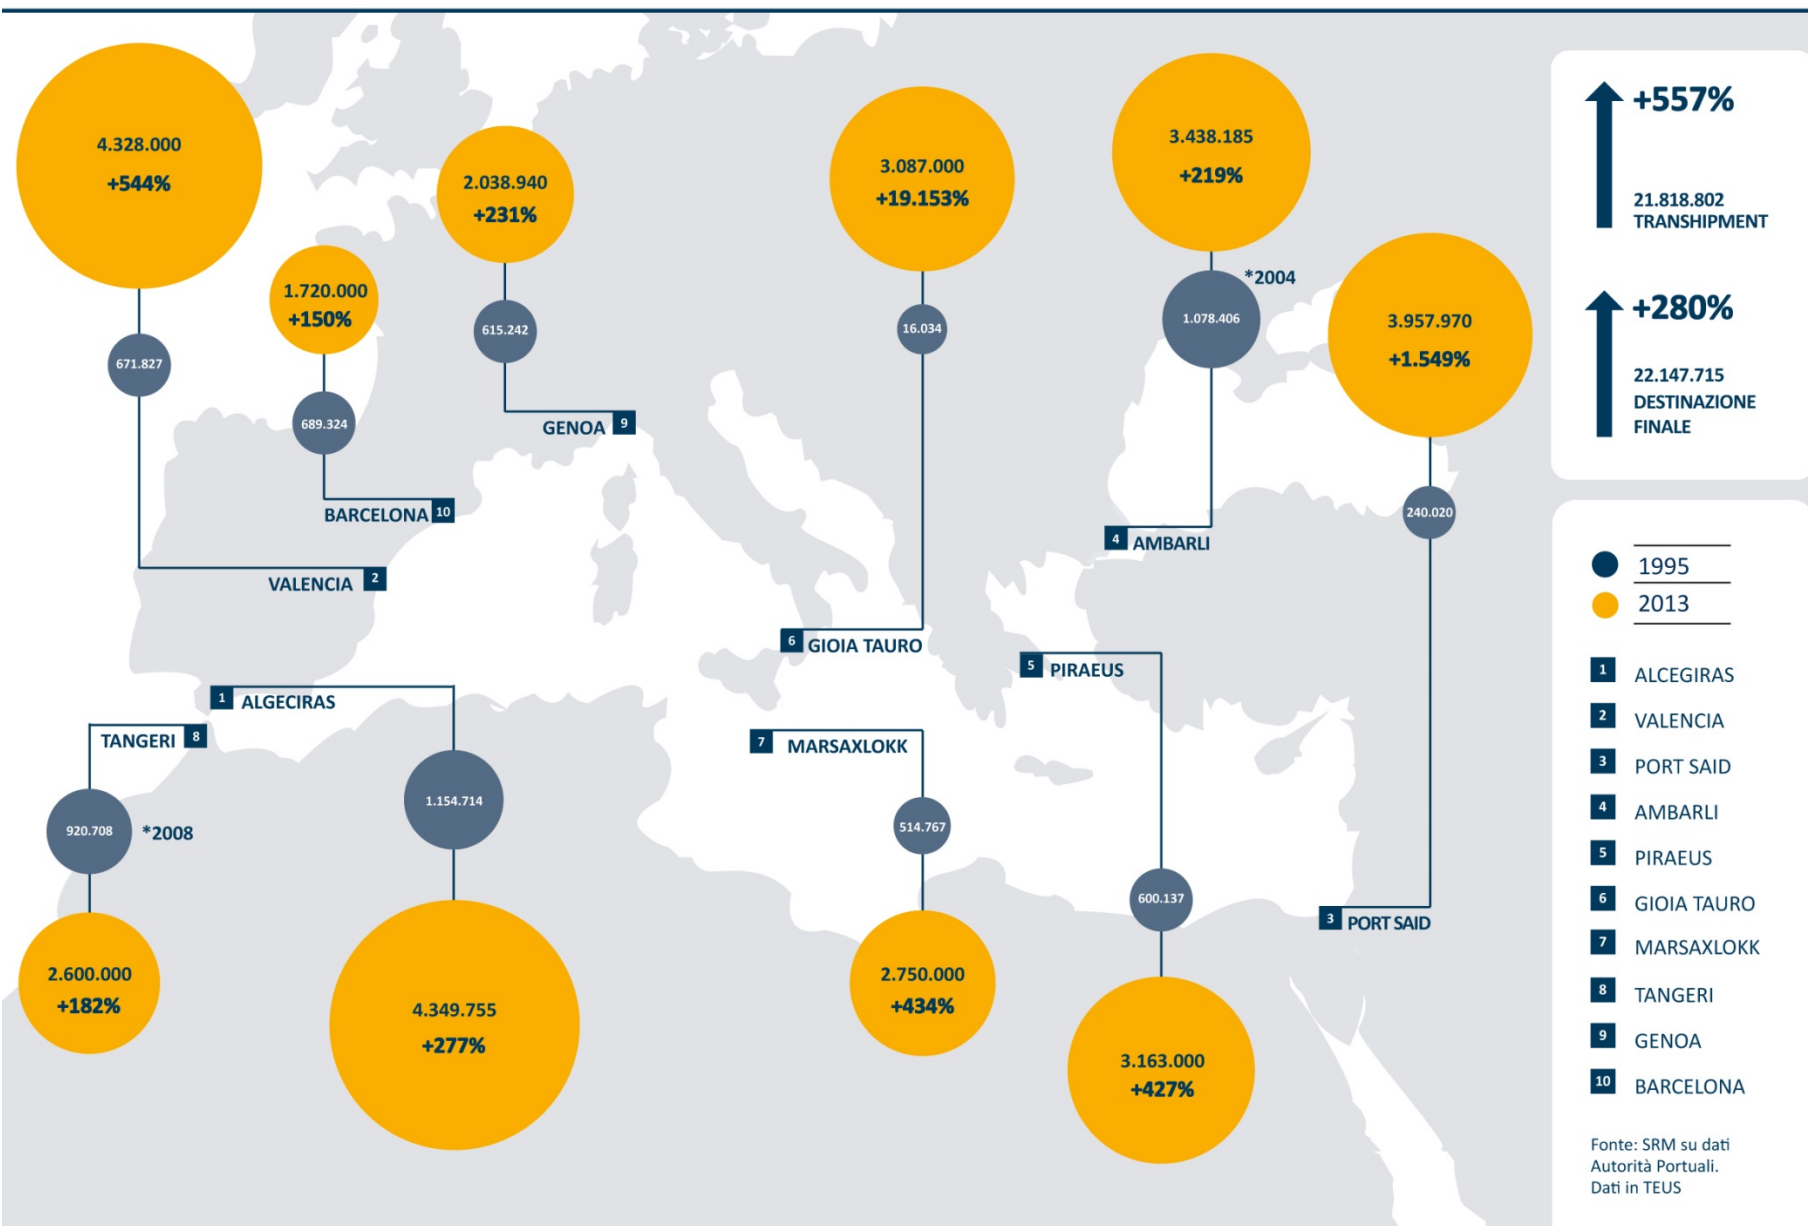 4.328.000
+544%
671.827
VALENCIA 2
1.720.000
+150%
689.324
BARCELONA 10
2.038.940
+231%
615.242
GENOA 9
3.087.000
+19.153%
16.034
6 GIOIA TAURO
3.438.185
+219%
*2004
1.078.406
4 AMBARLI
3.957.970
+1.549%
240.020
3 PORT SAID
1 ALGECIRAS
1.154.714
4.349.755
+277%
TANGERI 8
920.708
*2008
2.600.000
+182%
7 MARSAXLOKK
514.767
2.750.000
+434%
5 PIRAEUS
600.137
3.163.000
+427%
+557%
21.818.802
TRANSHIPMENT
+280%
22.147.715
DESTINAZIONE
FINALE
1995
2013
1 ALCEGIRAS
2 VALENCIA
3 PORT SAID
4 AMBARLI
5 PIRAEUS
6 GIOIA TAURO
7 MARSAXLOKK
8 TANGERI
9 GENOA
10 BARCELONA
Fonte: SRM su dati
Autorità Portuali.
Dati in TEUS